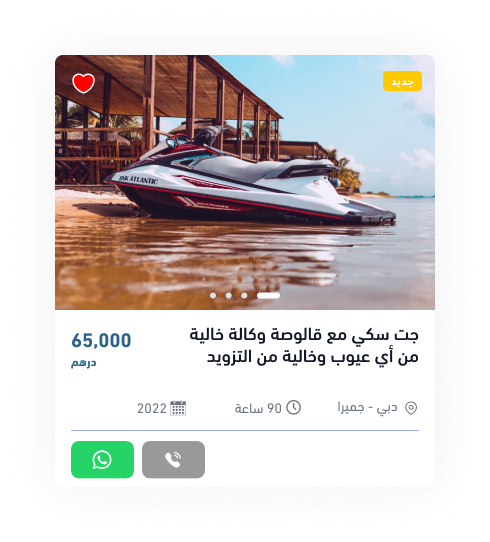 جديد
RISK ATLANTIC
جت سكي مع قالوصة وكالة خالية
من أي عيوب وخالية من التزويد
65,000
درهم
دبي - جميرا
90 ساعة
2022